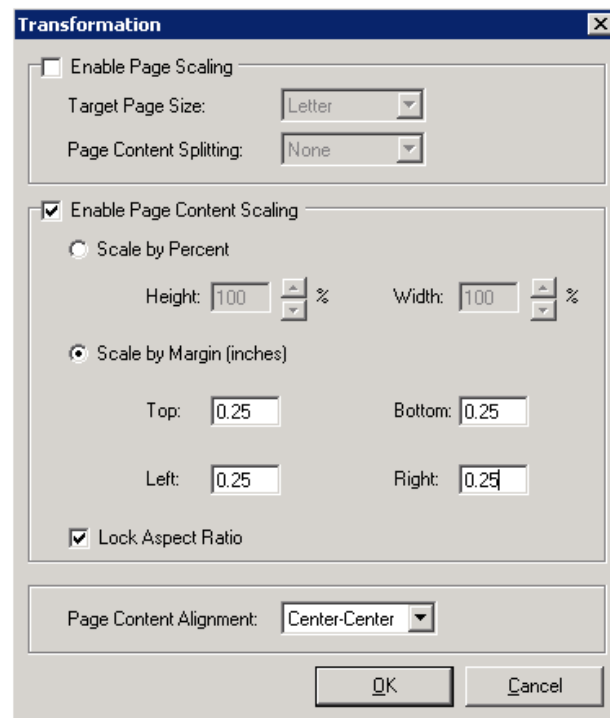 Transformation
Enable Page Scaling
Target Page Size: Letter
Page Content Splitting: None
Enable Page Content Scaling
Scale by Percent
Height: 100 % Width: 100 %
Scale by Margin (inches)
Top: 0.25 Bottom: 0.25
Left: 0.25 Right: 0.25
Lock Aspect Ratio
Page Content Alignment: Center-Center
OK Cancel